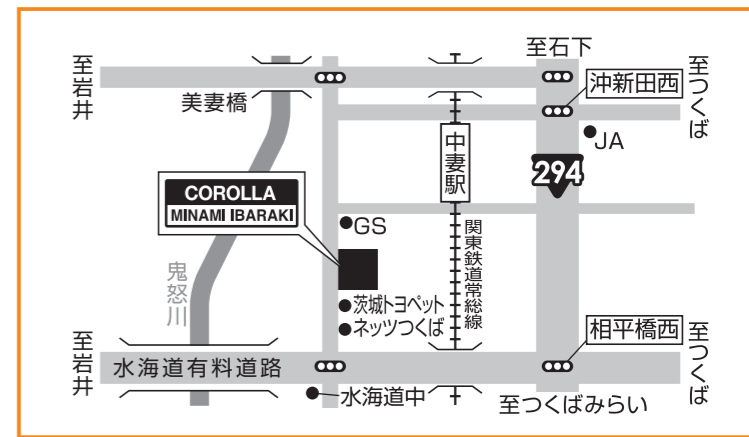 至石下
至岩井
美妻橋
沖新田西
至つくば
JA
中妻駅
294
COROLLA
MINAMI IBARAKI
GS
関東鉄道常総線
鬼怒川
茨城トヨペット
ネッツつくば
相平橋西
至岩井
水海道有料道路
至つくば
水海道中
至つくばみらい